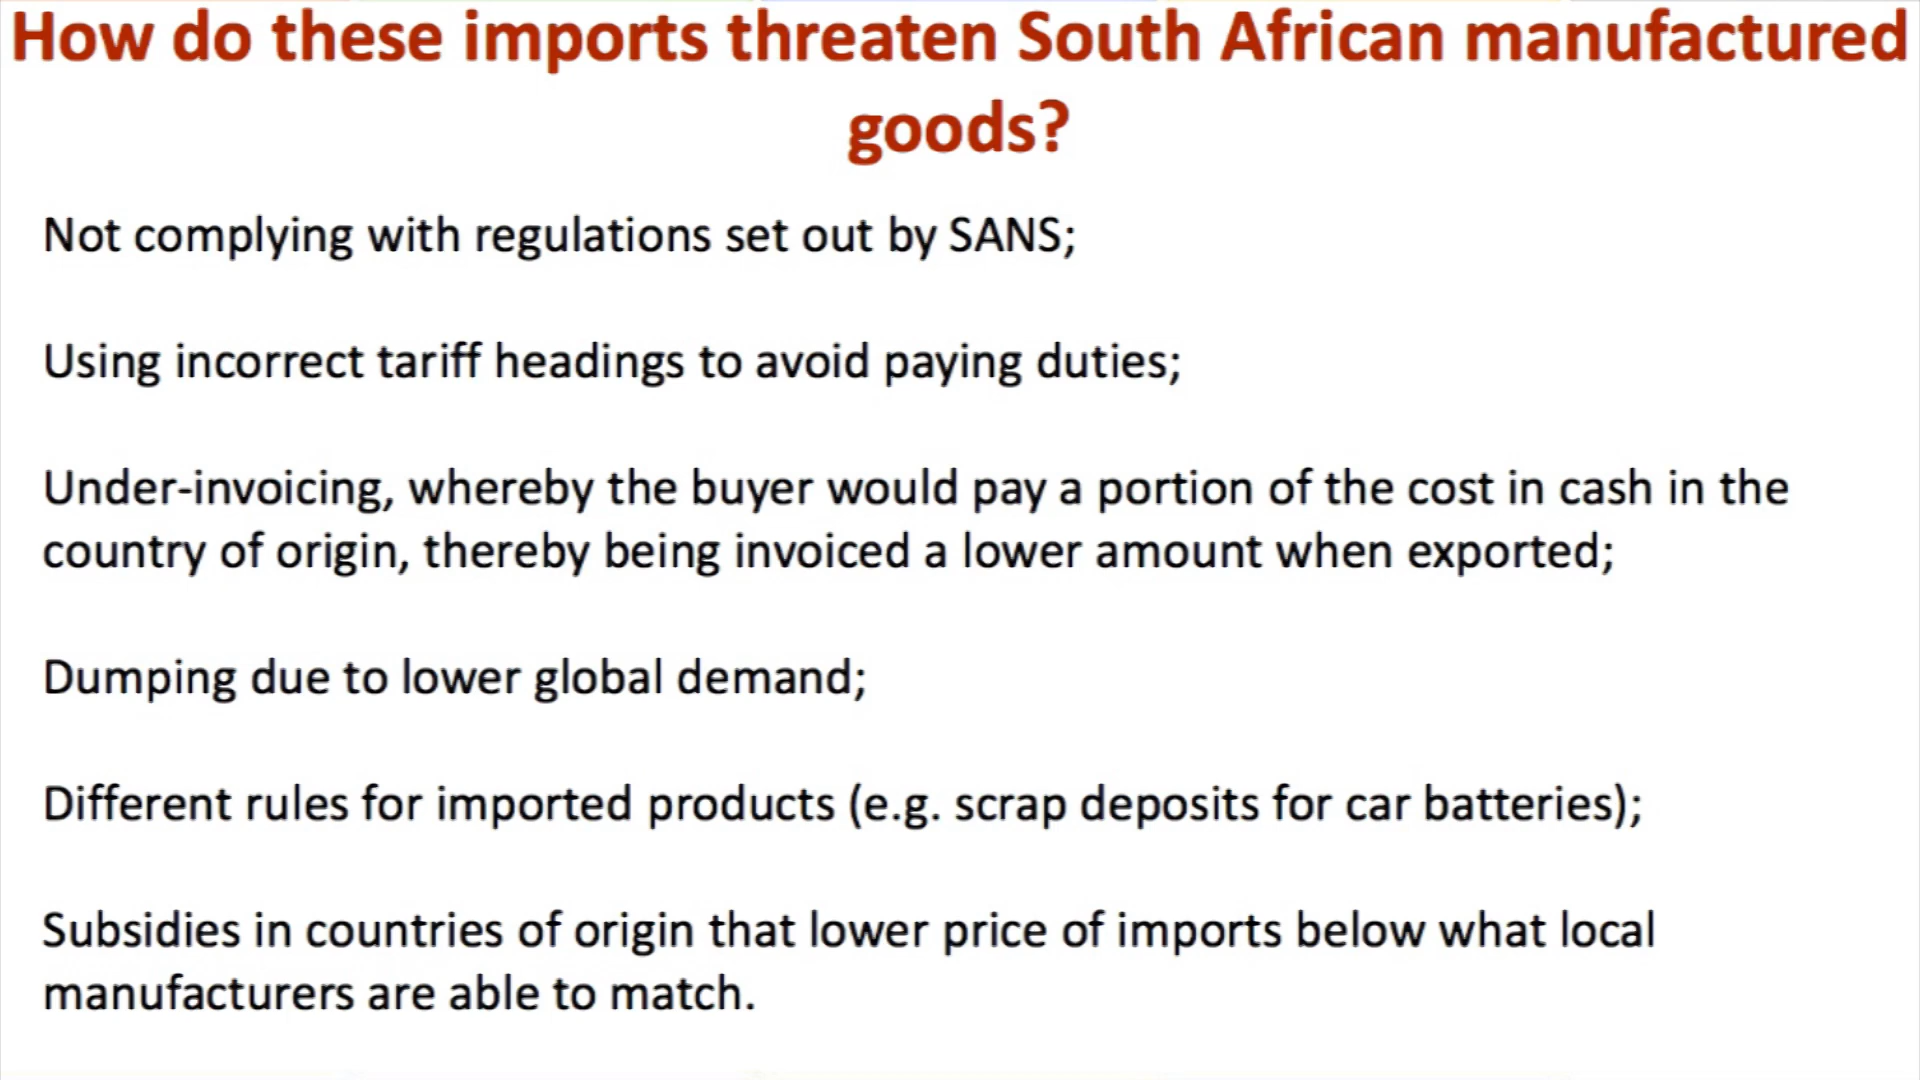 How do these imports threaten South African manufactured
goods?
Not complying with regulations set out by SANS;
Using incorrect tariff headings to avoid paying duties;
Under-invoicing, whereby the buyer would pay a portion of the cost in cash in the
country of origin, thereby being invoiced a lower amount when exported;
Dumping due to lower global demand;
Different rules for imported products (e.g. scrap deposits for car batteries);
Subsidies in countries of origin that lower price of imports below what local
manufacturers are able to match.